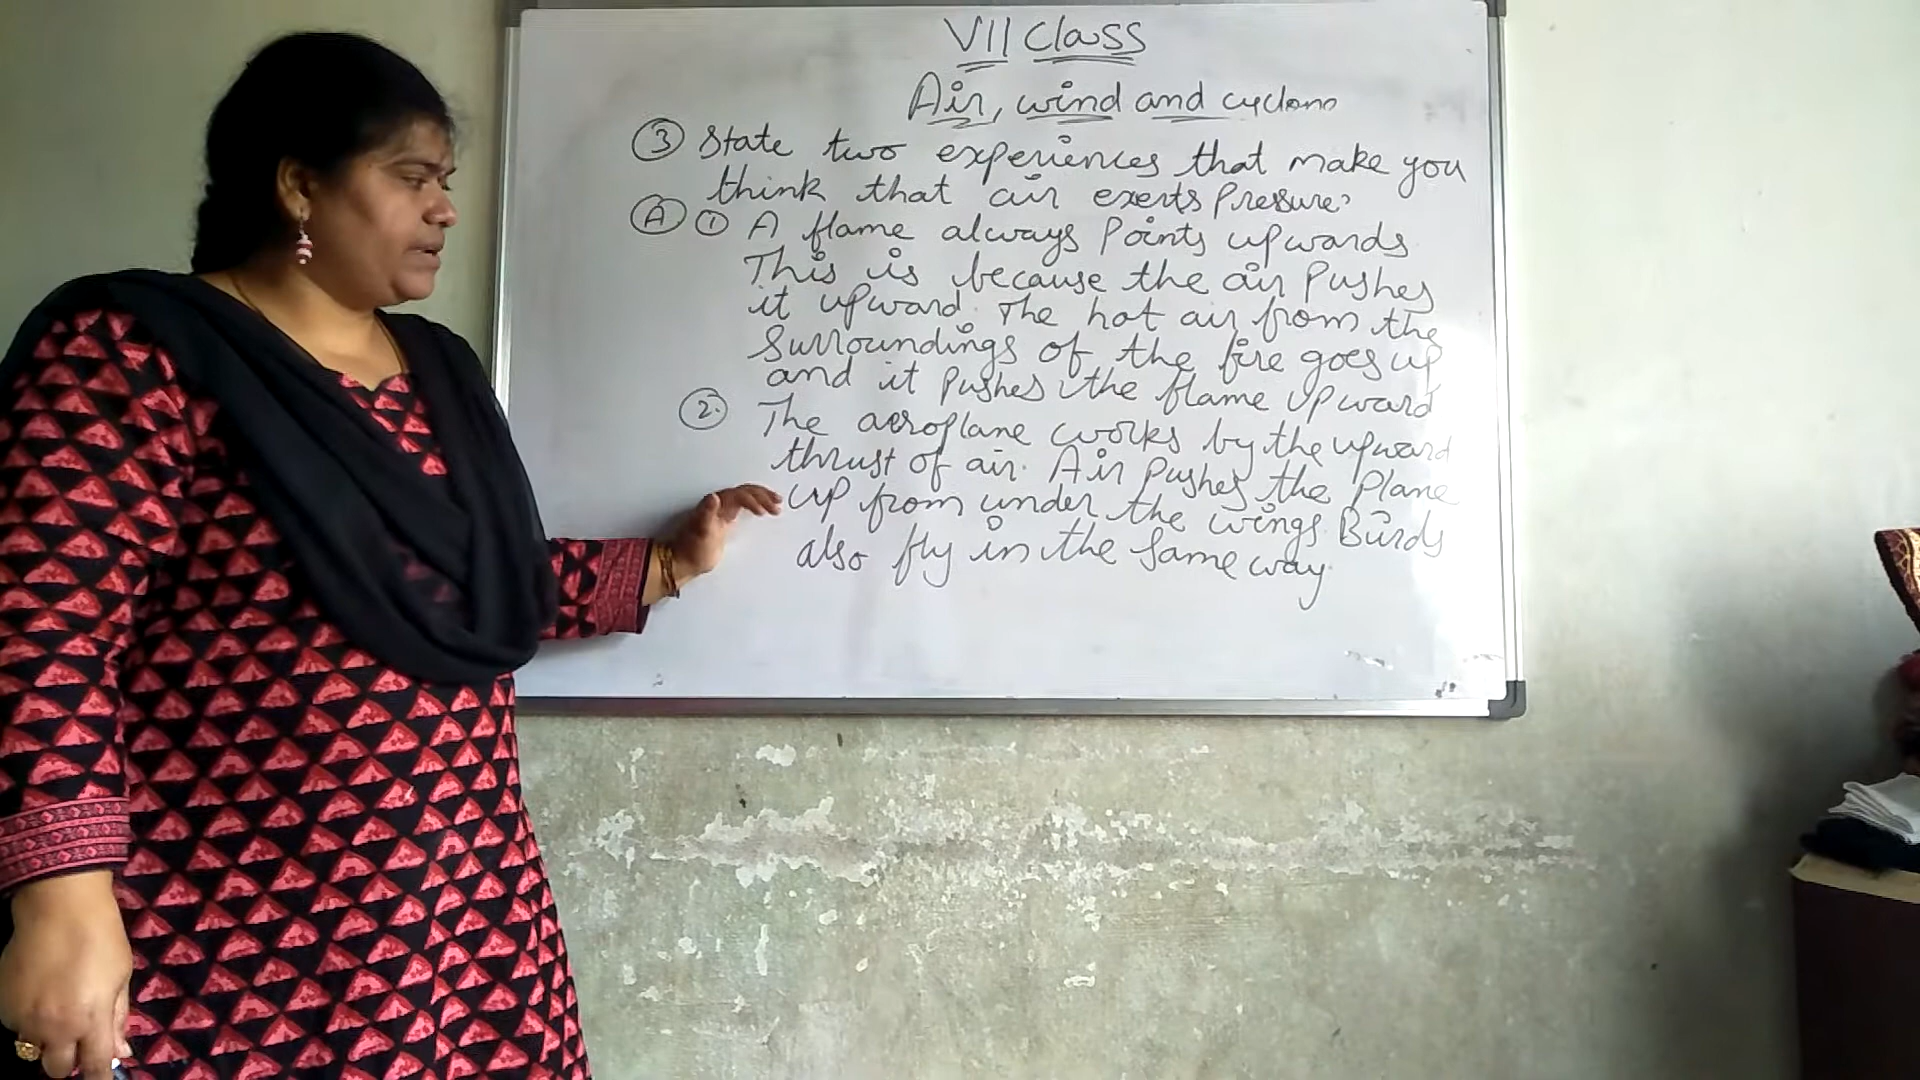 VII Class
Air, wind and cyclone
③ State two experiences that make you
think that air exerts Pressure?
Ⓐ ① A flame always Points upwards
This is because the air Pushes
it upward. The hot air from the
Surroundings of the fire goes up
and it pushes the flame upward
②. The aeroplane works by the upward
thrust of air. Air pushes the Plane
up from under the wings. Birds
also fly in the same way.